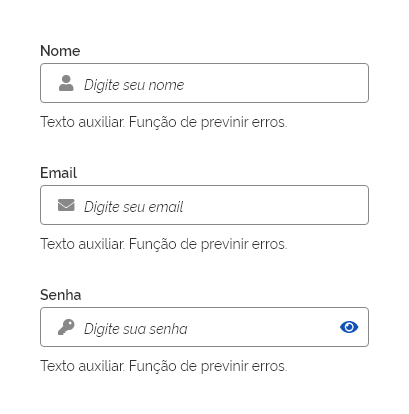 Nome
Digite seu nome
Texto auxiliar. Função de previnir erros.
Email
Digite seu email
Texto auxiliar. Função de previnir erros.
Senha
Digite sua senha
Texto auxiliar. Função de previnir erros.